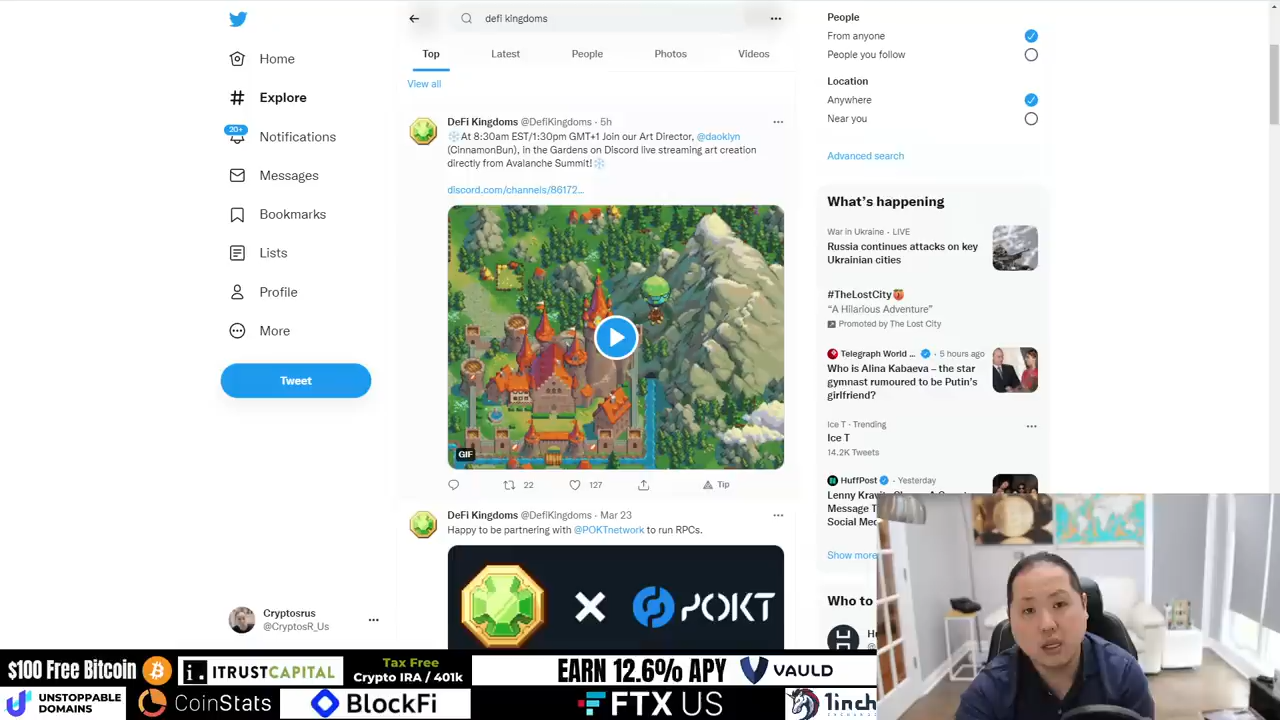 Home
Explore
20+
Notifications
Messages
Bookmarks
Lists
Profile
More
Tweet
Cryptosrus
@CryptosR_Us
defi kingdoms
Top
Latest
People
Photos
Videos
View all
DeFi Kingdoms @DefiKingdoms · 5h
❄️At 8:30am EST/1:30pm GMT+1 Join our Art Director, @daoklyn
(CinnamonBun), in the Gardens on Discord live streaming art creation
directly from Avalanche Summit!❄️
discord.com/channels/86172...
GIF
22
127
Tip
DeFi Kingdoms @DefiKingdoms · Mar 23
Happy to be partnering with @POKTnetwork to run RPCs.
X
POKT
People
From anyone
People you follow
Location
Anywhere
Near you
Advanced search
What's happening
War in Ukraine · LIVE
Russia continues attacks on key
Ukrainian cities
#TheLostCity
"A Hilarious Adventure"
Promoted by The Lost City
Telegraph World ... · 5 hours ago
Who is Alina Kabaeva – the star
gymnast rumoured to be Putin's
girlfriend?
Ice T · Trending
Ice T
14.2K Tweets
HuffPost · Yesterday
Lenny Kravitz
Message T
Social Med
Show more
Who to
$100 Free Bitcoin
iTRUSTCAPITAL
Tax Free
Crypto IRA / 401k
EARN 12.6% APY
VAULD
UNSTOPPABLE
DOMAINS
CoinStats
BlockFi
FTX US
1inch